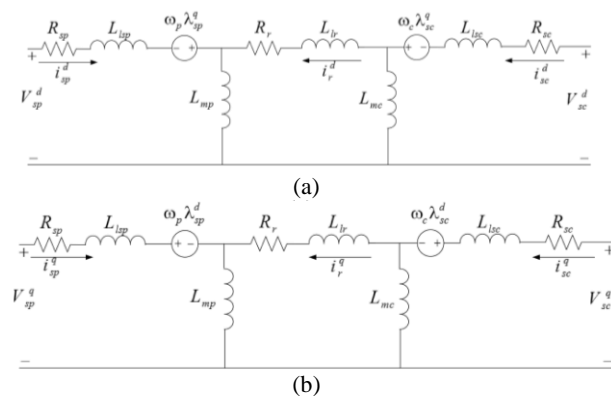 R_sp L_lsp ω_p λ_sp^q R_r L_lr ω_c λ_sc^q L_lsc R_sc
+ − + − + +
i_sp^d i_r^d i_sc^d
V_sp^d L_mp L_mc V_sc^d
− −
(a)
R_sp L_lsp ω_p λ_sp^d R_r L_lr ω_c λ_sc^d L_lsc R_sc
+ + − + − +
i_sp^q i_r^q i_sc^q
V_sp^q L_mp L_mc V_sc^q
− −
(b)